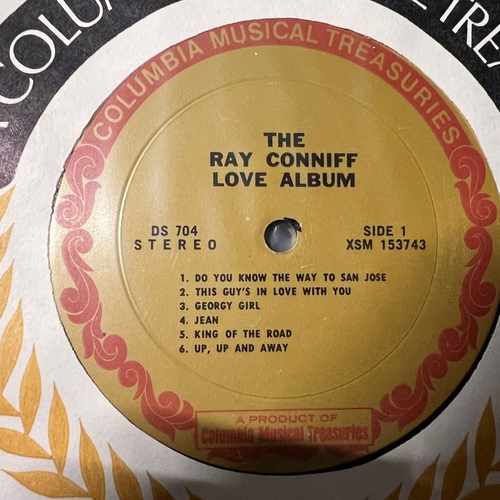 COLUMBIA MUSICAL TREASURIES
THE
RAY CONNIFF
LOVE ALBUM
DS 704
STEREO
SIDE 1
XSM 153743
1. DO YOU KNOW THE WAY TO SAN JOSE
2. THIS GUY'S IN LOVE WITH YOU
3. GEORGY GIRL
4. JEAN
5. KING OF THE ROAD
6. UP, UP AND AWAY
A PRODUCT OF
Columbia Musical Treasuries